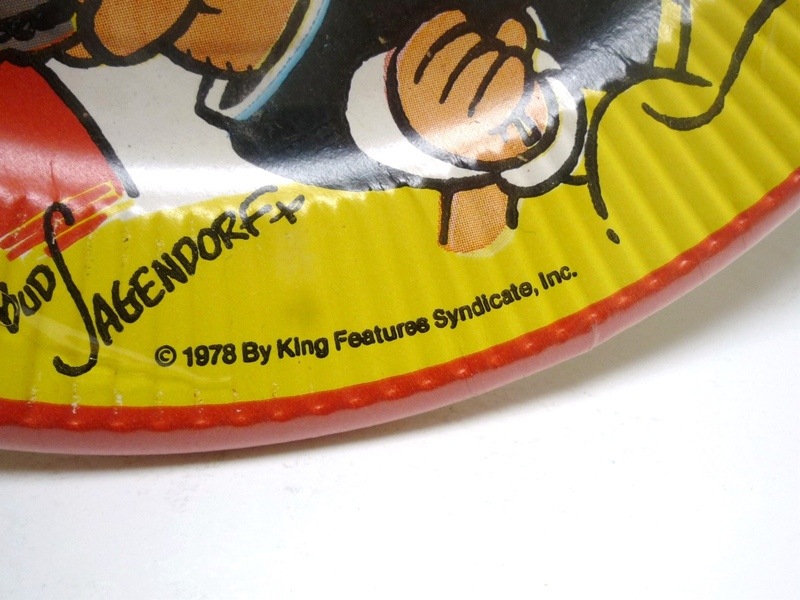 BUD SAGENDORF
© 1978 By King Features Syndicate, Inc.